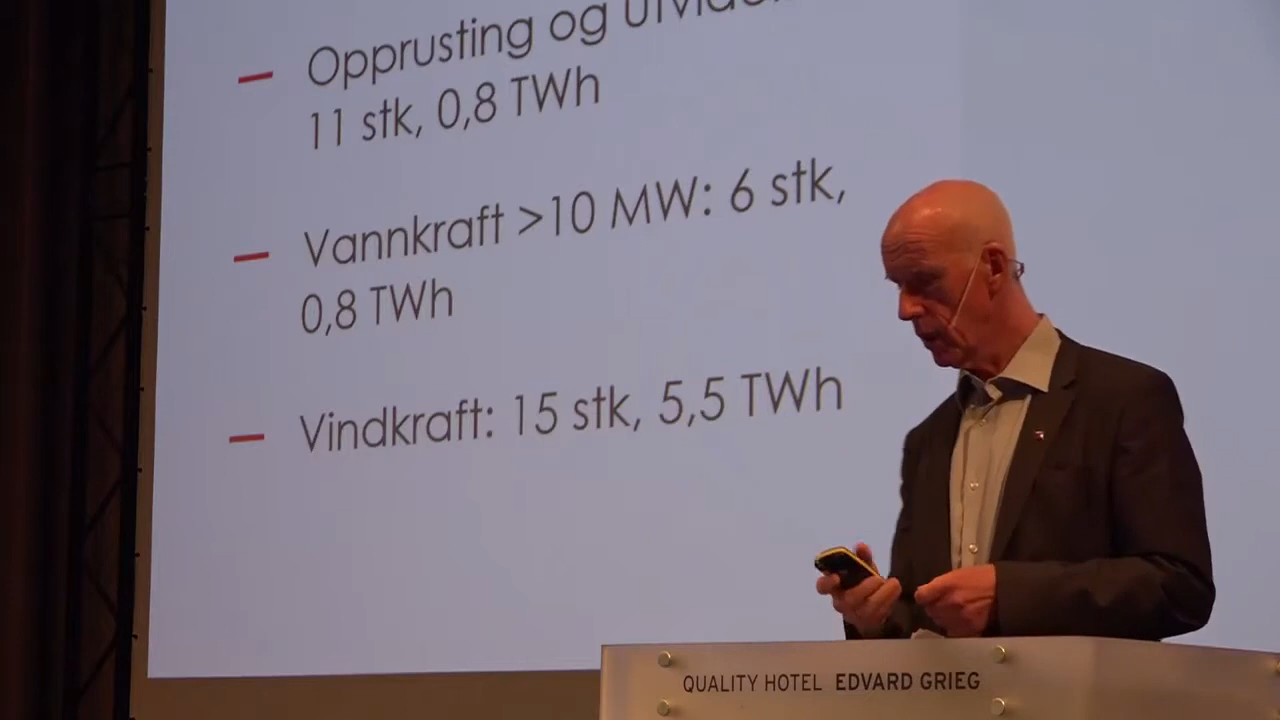 Opprusting og
11 stk, 0,8 TWh
Vannkraft >10 MW: 6 stk,
0,8 TWh
Vindkraft: 15 stk, 5,5 TWh
QUALITY HOTEL EDVARD GRIEG